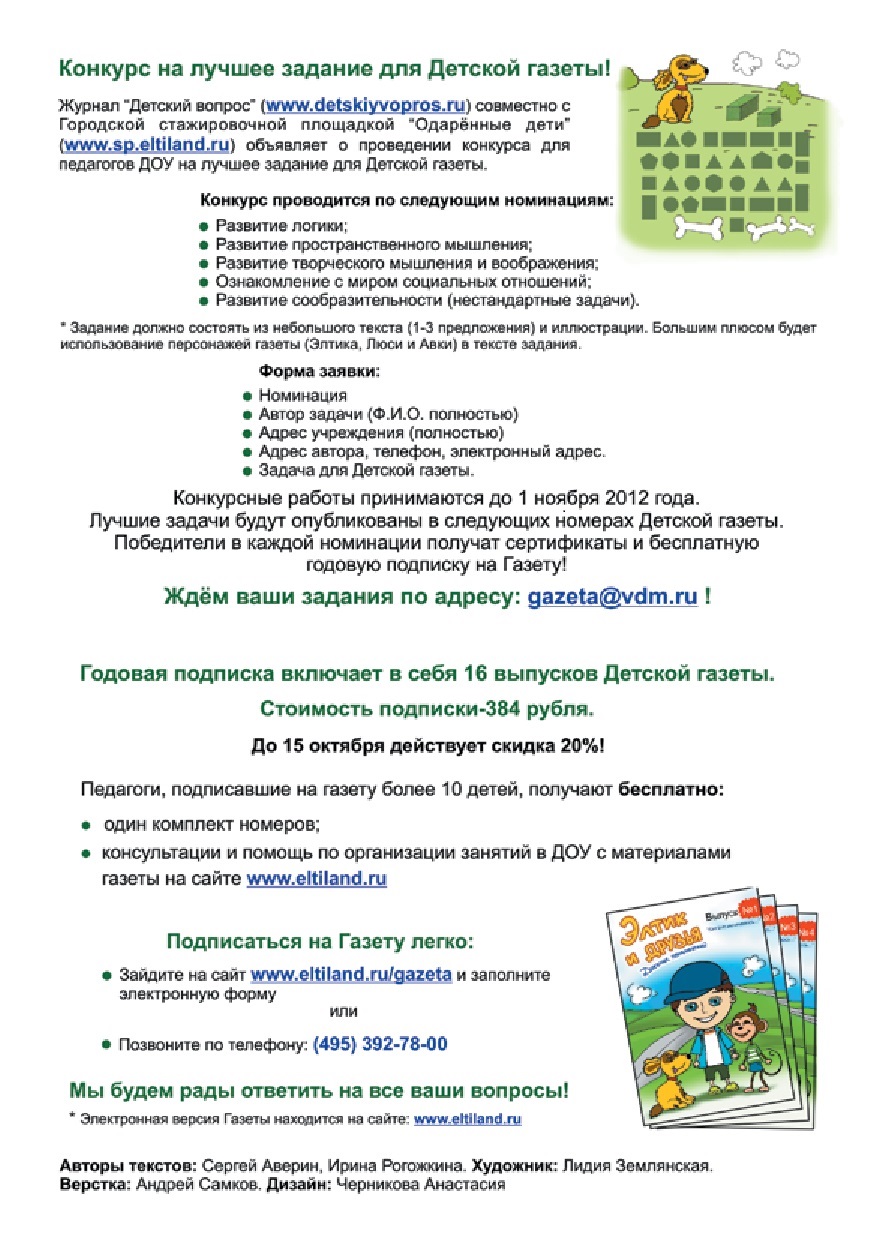 Конкурс на лучшее задание для Детской газеты!
Журнал "Детский вопрос" (www.detskiyvopros.ru) совместно с
Городской стажировочной площадкой "Одарённые дети"
(www.sp.eltiland.ru) объявляет о проведении конкурса для
педагогов ДОУ на лучшее задание для Детской газеты.
Конкурс проводится по следующим номинациям:
● Развитие логики;
● Развитие пространственного мышления;
● Развитие творческого мышления и воображения;
● Ознакомление с миром социальных отношений;
● Развитие сообразительности (нестандартные задачи).
* Задание должно состоять из небольшого текста (1-3 предложения) и иллюстрации. Большим плюсом будет
использование персонажей газеты (Элтика, Люси и Авки) в тексте задания.
Форма заявки:
● Номинация
● Автор задачи (Ф.И.О. полностью)
● Адрес учреждения (полностью)
● Адрес автора, телефон, электронный адрес.
● Задача для Детской газеты.
Конкурсные работы принимаются до 1 ноября 2012 года.
Лучшие задачи будут опубликованы в следующих номерах Детской газеты.
Победители в каждой номинации получат сертификаты и бесплатную
годовую подписку на Газету!
Ждём ваши задания по адресу: gazeta@vdm.ru !
Годовая подписка включает в себя 16 выпусков Детской газеты.
Стоимость подписки-384 рубля.
До 15 октября действует скидка 20%!
Педагоги, подписавшие на газету более 10 детей, получают бесплатно:
● один комплект номеров;
● консультации и помощь по организации занятий в ДОУ с материалами
газеты на сайте www.eltiland.ru
Подписаться на Газету легко:
● Зайдите на сайт www.eltiland.ru/gazeta и заполните
электронную форму
или
● Позвоните по телефону: (495) 392-78-00
Элтик
и друзья
Выпуск №1
№2
№3
№4
Мы будем рады ответить на все ваши вопросы!
* Электронная версия Газеты находится на сайте: www.eltiland.ru
Авторы текстов: Сергей Аверин, Ирина Рогожкина. Художник: Лидия Землянская.
Верстка: Андрей Самков. Дизайн: Черникова Анастасия